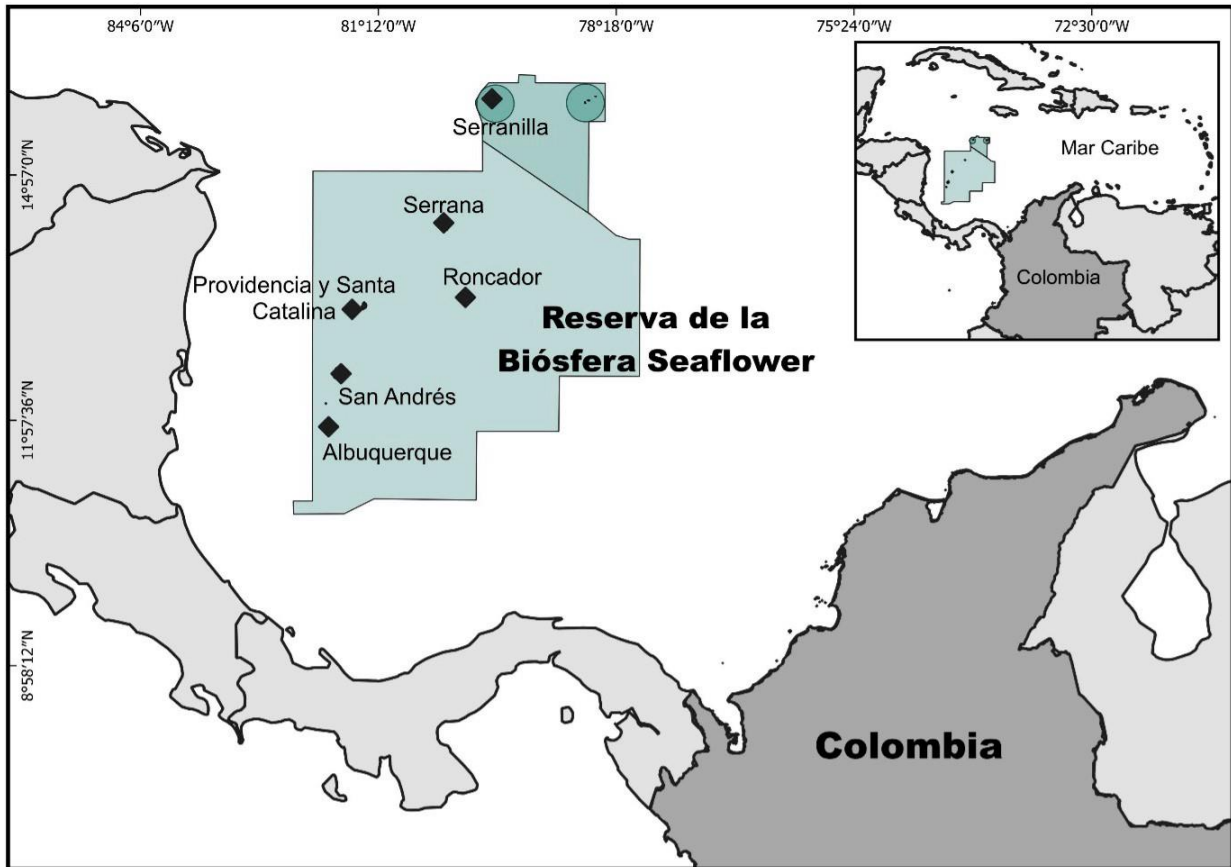 84°6′0″W
81°12′0″W
78°18′0″W
75°24′0″W
72°30′0″W
14°57′0″N
11°57′36″N
8°58′12″N
Serranilla
Serrana
Providencia y Santa
Catalina
Roncador
Reserva de la
Biósfera Seaflower
San Andrés
Albuquerque
Mar Caribe
Colombia
Colombia